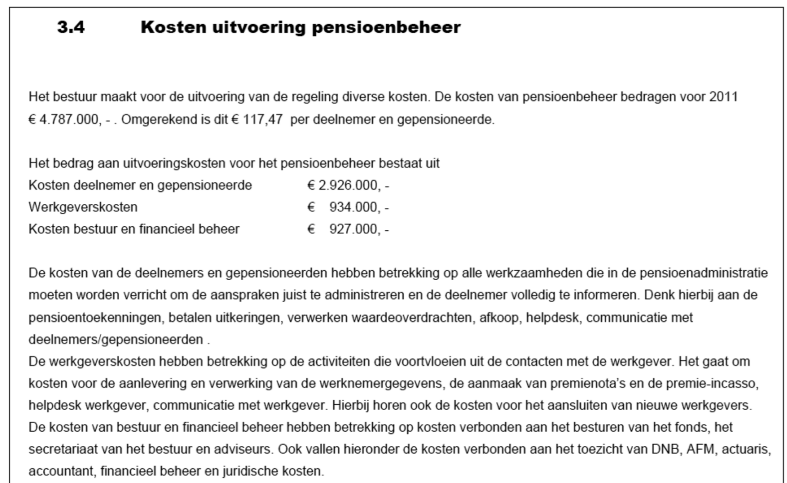 3.4 Kosten uitvoering pensioenbeheer
Het bestuur maakt voor de uitvoering van de regeling diverse kosten. De kosten van pensioenbeheer bedragen voor 2011
€ 4.787.000, - . Omgerekend is dit € 117,47 per deelnemer en gepensioneerde.
Het bedrag aan uitvoeringskosten voor het pensioenbeheer bestaat uit
Kosten deelnemer en gepensioneerde € 2.926.000, -
Werkgeverskosten € 934.000, -
Kosten bestuur en financieel beheer € 927.000, -
De kosten van de deelnemers en gepensioneerden hebben betrekking op alle werkzaamheden die in de pensioenadministratie
moeten worden verricht om de aanspraken juist te administreren en de deelnemer volledig te informeren. Denk hierbij aan de
pensioentoekenningen, betalen uitkeringen, verwerken waardeoverdrachten, afkoop, helpdesk, communicatie met
deelnemers/gepensioneerden .
De werkgeverskosten hebben betrekking op de activiteiten die voortvloeien uit de contacten met de werkgever. Het gaat om
kosten voor de aanlevering en verwerking van de werknemergegevens, de aanmaak van premienota's en de premie-incasso,
helpdesk werkgever, communicatie met werkgever. Hierbij horen ook de kosten voor het aansluiten van nieuwe werkgevers.
De kosten van bestuur en financieel beheer hebben betrekking op kosten verbonden aan het besturen van het fonds, het
secretariaat van het bestuur en adviseurs. Ook vallen hieronder de kosten verbonden aan het toezicht van DNB, AFM, actuaris,
accountant, financieel beheer en juridische kosten.